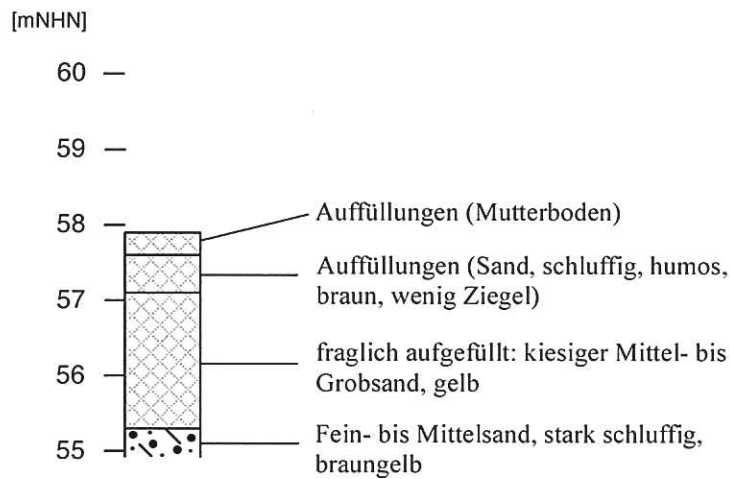 [mNHN]
60
59
58
Auffüllungen (Mutterboden)
Auffüllungen (Sand, schluffig, humos,
braun, wenig Ziegel)
57
fraglich aufgefüllt: kiesiger Mittel- bis
Grobsand, gelb
56
Fein- bis Mittelsand, stark schluffig,
braungelb
55